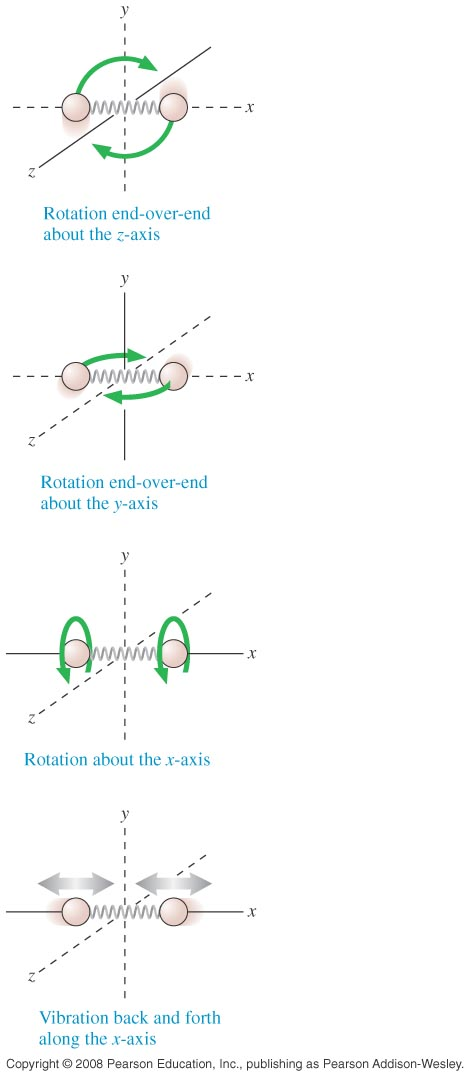 y
x
z
Rotation end-over-end
about the z-axis
y
x
z
Rotation end-over-end
about the y-axis
y
x
z
Rotation about the x-axis
y
x
z
Vibration back and forth
along the x-axis
Copyright © 2008 Pearson Education, Inc., publishing as Pearson Addison-Wesley.